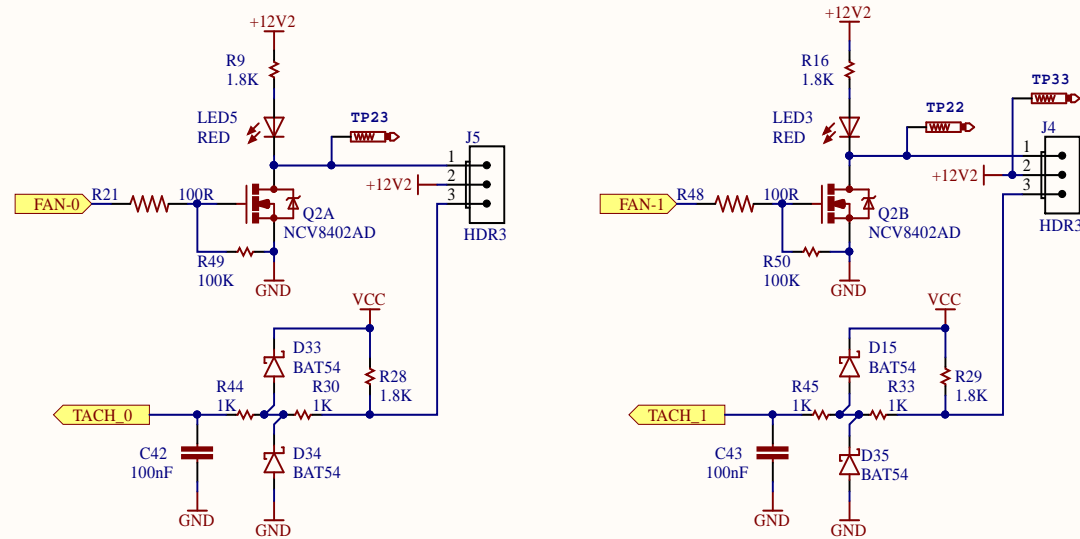 +12V2
R9
1.8K
LED5
RED
TP23
J5
1
2
3
+12V2
HDR3
FAN-0
R21
100R
Q2A
NCV8402AD
R49
100K
GND
VCC
D33
BAT54
R44
1K
R30
1K
R28
1.8K
TACH_0
C42
100nF
D34
BAT54
GND
GND
+12V2
R16
1.8K
LED3
RED
TP22
TP33
J4
1
2
3
+12V2
HDR3
FAN-1
R48
100R
Q2B
NCV8402AD
R50
100K
GND
VCC
D15
BAT54
R45
1K
R33
1K
R29
1.8K
TACH_1
C43
100nF
D35
BAT54
GND
GND